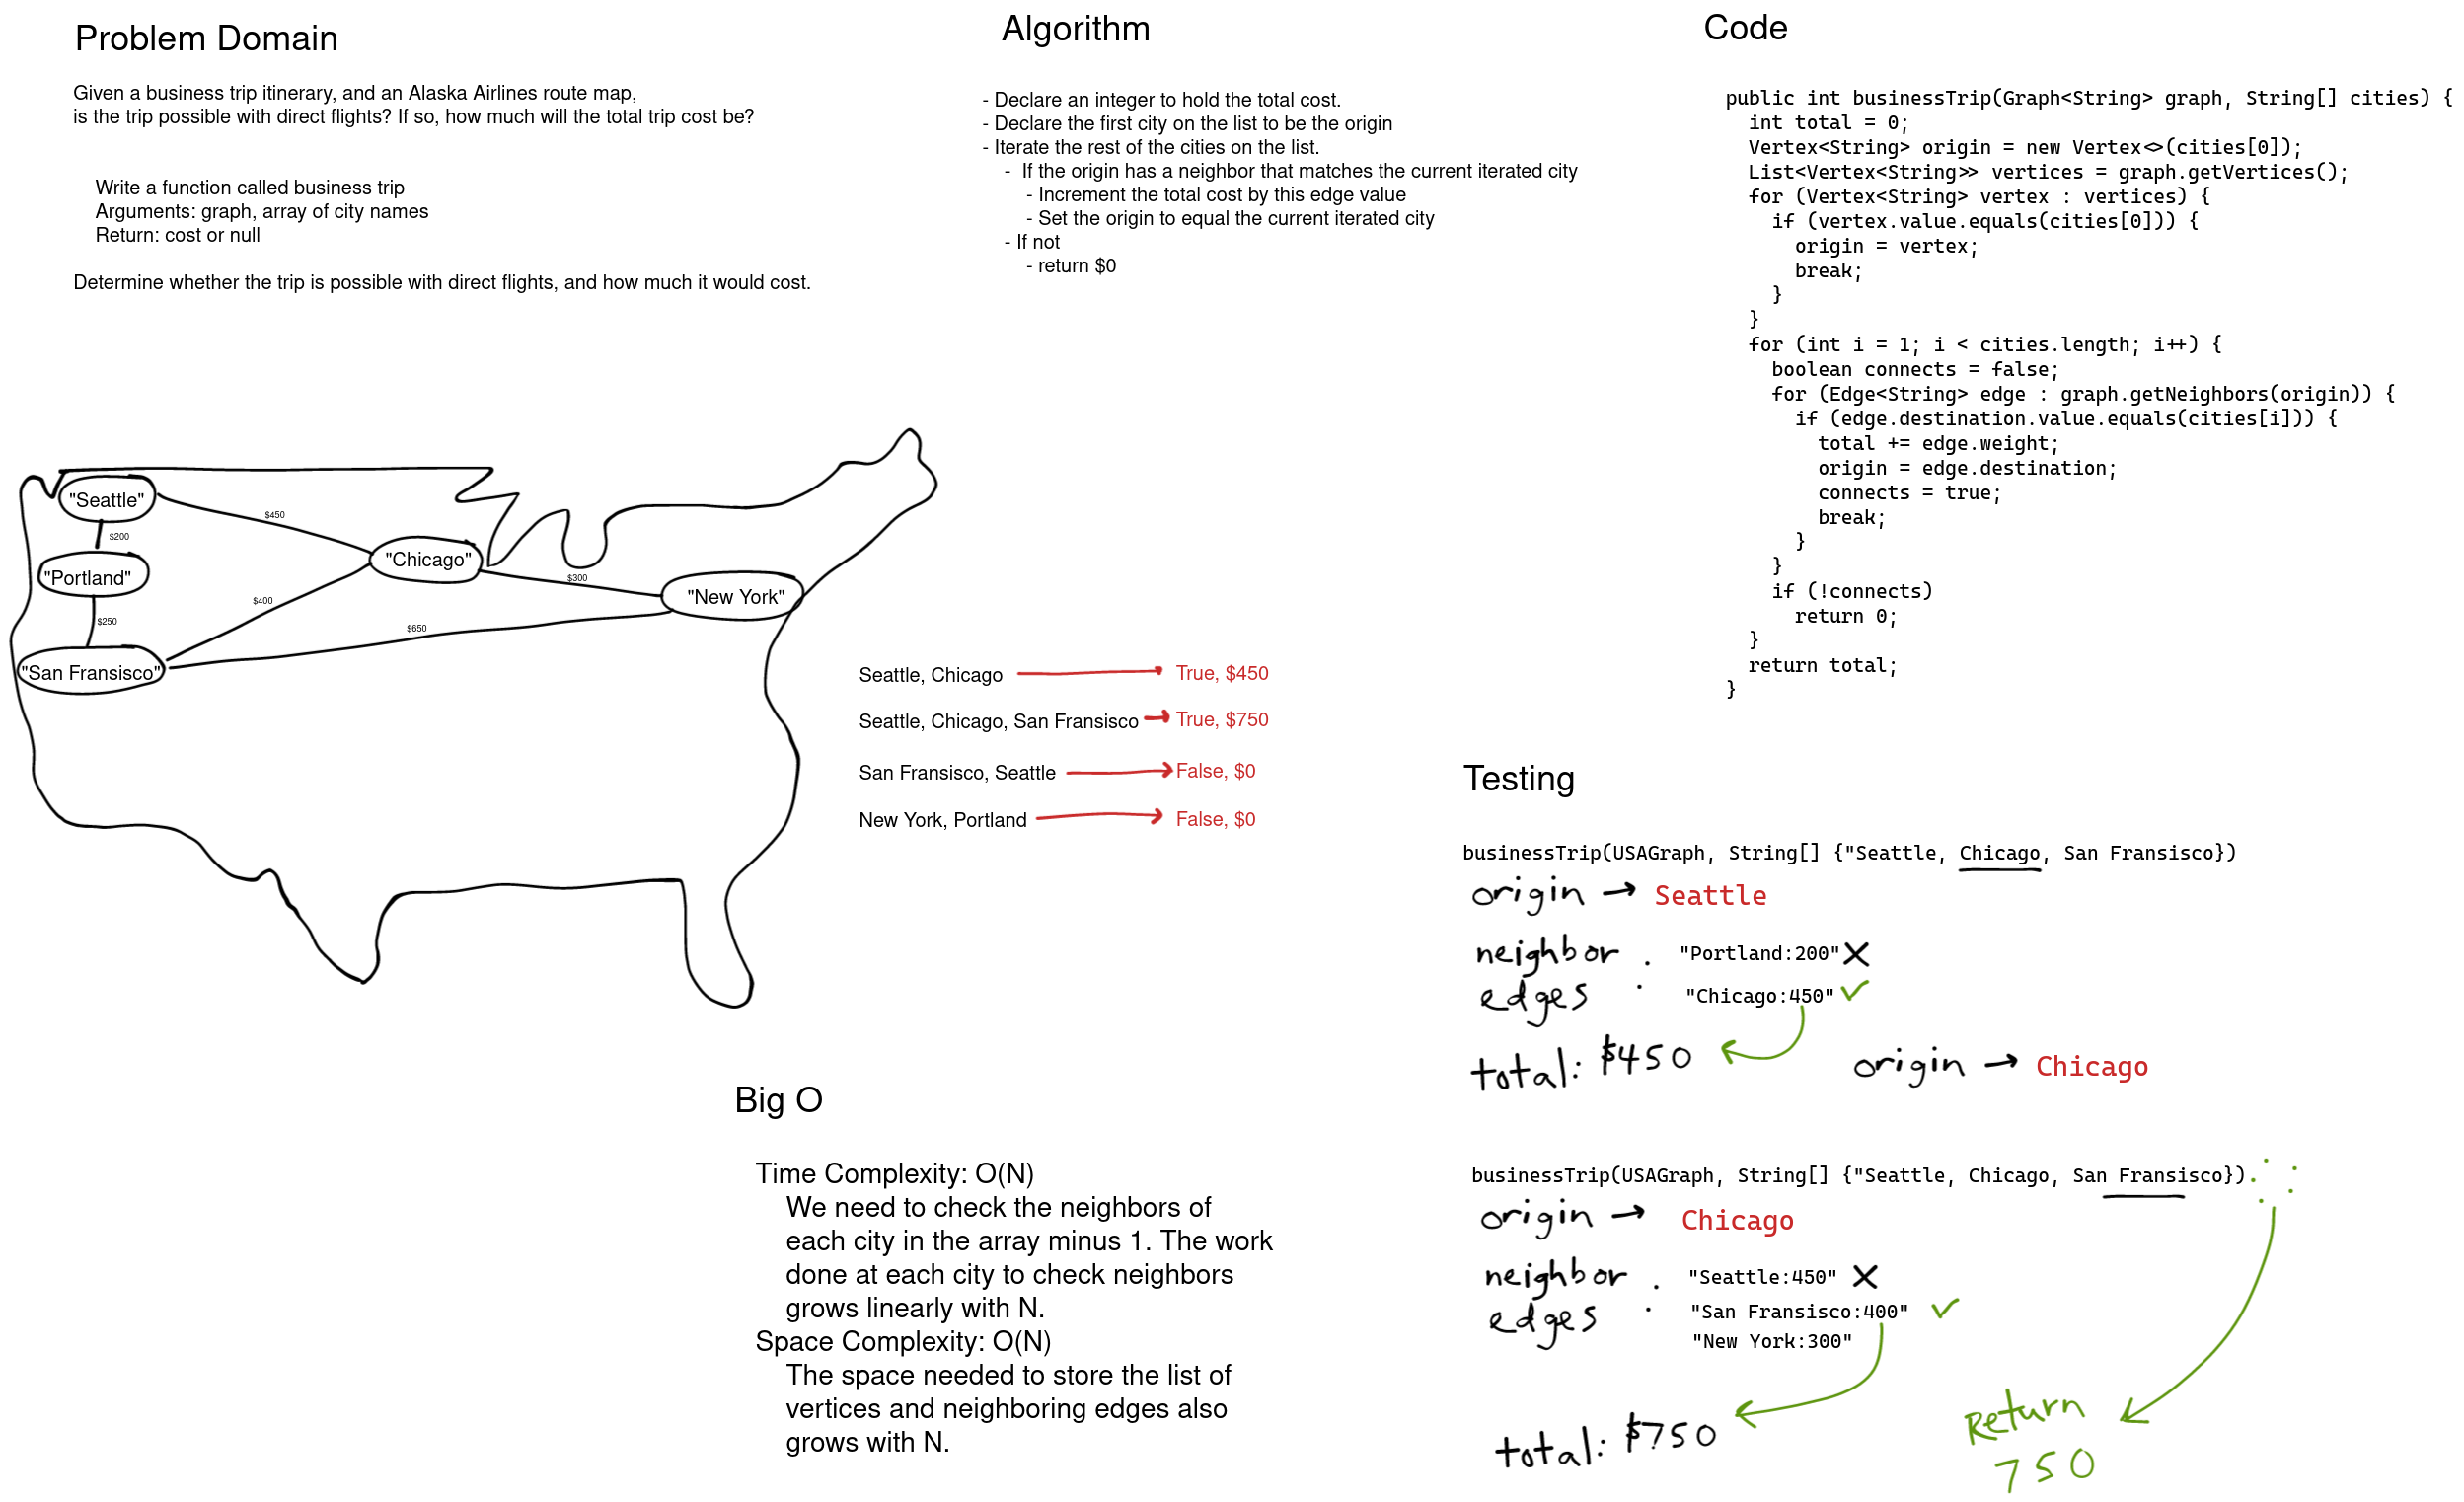 Problem Domain
Given a business trip itinerary, and an Alaska Airlines route map,
is the trip possible with direct flights? If so, how much will the total trip cost be?
Write a function called business trip
Arguments: graph, array of city names
Return: cost or null
Determine whether the trip is possible with direct flights, and how much it would cost.
"Seattle"
$450
$200
"Chicago"
"Portland"
$300
"New York"
$400
$250
$650
"San Fransisco"
Seattle, Chicago True, $450
Seattle, Chicago, San Fransisco True, $750
San Fransisco, Seattle False, $0
New York, Portland False, $0
Algorithm
- Declare an integer to hold the total cost.
- Declare the first city on the list to be the origin
- Iterate the rest of the cities on the list.
- If the origin has a neighbor that matches the current iterated city
- Increment the total cost by this edge value
- Set the origin to equal the current iterated city
- If not
- return $0
Code
public int businessTrip(Graph<String> graph, String[] cities) {
int total = 0;
Vertex<String> origin = new Vertex<>(cities[0]);
List<Vertex<String>> vertices = graph.getVertices();
for (Vertex<String> vertex : vertices) {
if (vertex.value.equals(cities[0])) {
origin = vertex;
break;
}
}
for (int i = 1; i < cities.length; i++) {
boolean connects = false;
for (Edge<String> edge : graph.getNeighbors(origin)) {
if (edge.destination.value.equals(cities[i])) {
total += edge.weight;
origin = edge.destination;
connects = true;
break;
}
}
if (!connects)
return 0;
}
return total;
}
Big O
Time Complexity: O(N)
We need to check the neighbors of
each city in the array minus 1. The work
done at each city to check neighbors
grows linearly with N.
Space Complexity: O(N)
The space needed to store the list of
vertices and neighboring edges also
grows with N.
Testing
businessTrip(USAGraph, String[] {"Seattle, Chicago, San Fransisco})
origin → Seattle
neighbor : "Portland:200" X
edges "Chicago:450" ✓
total: $450 origin → Chicago
businessTrip(USAGraph, String[] {"Seattle, Chicago, San Fransisco})
origin → Chicago
neighbor : "Seattle:450" X
edges "San Fransisco:400" ✓
"New York:300"
total: $750
Return
750